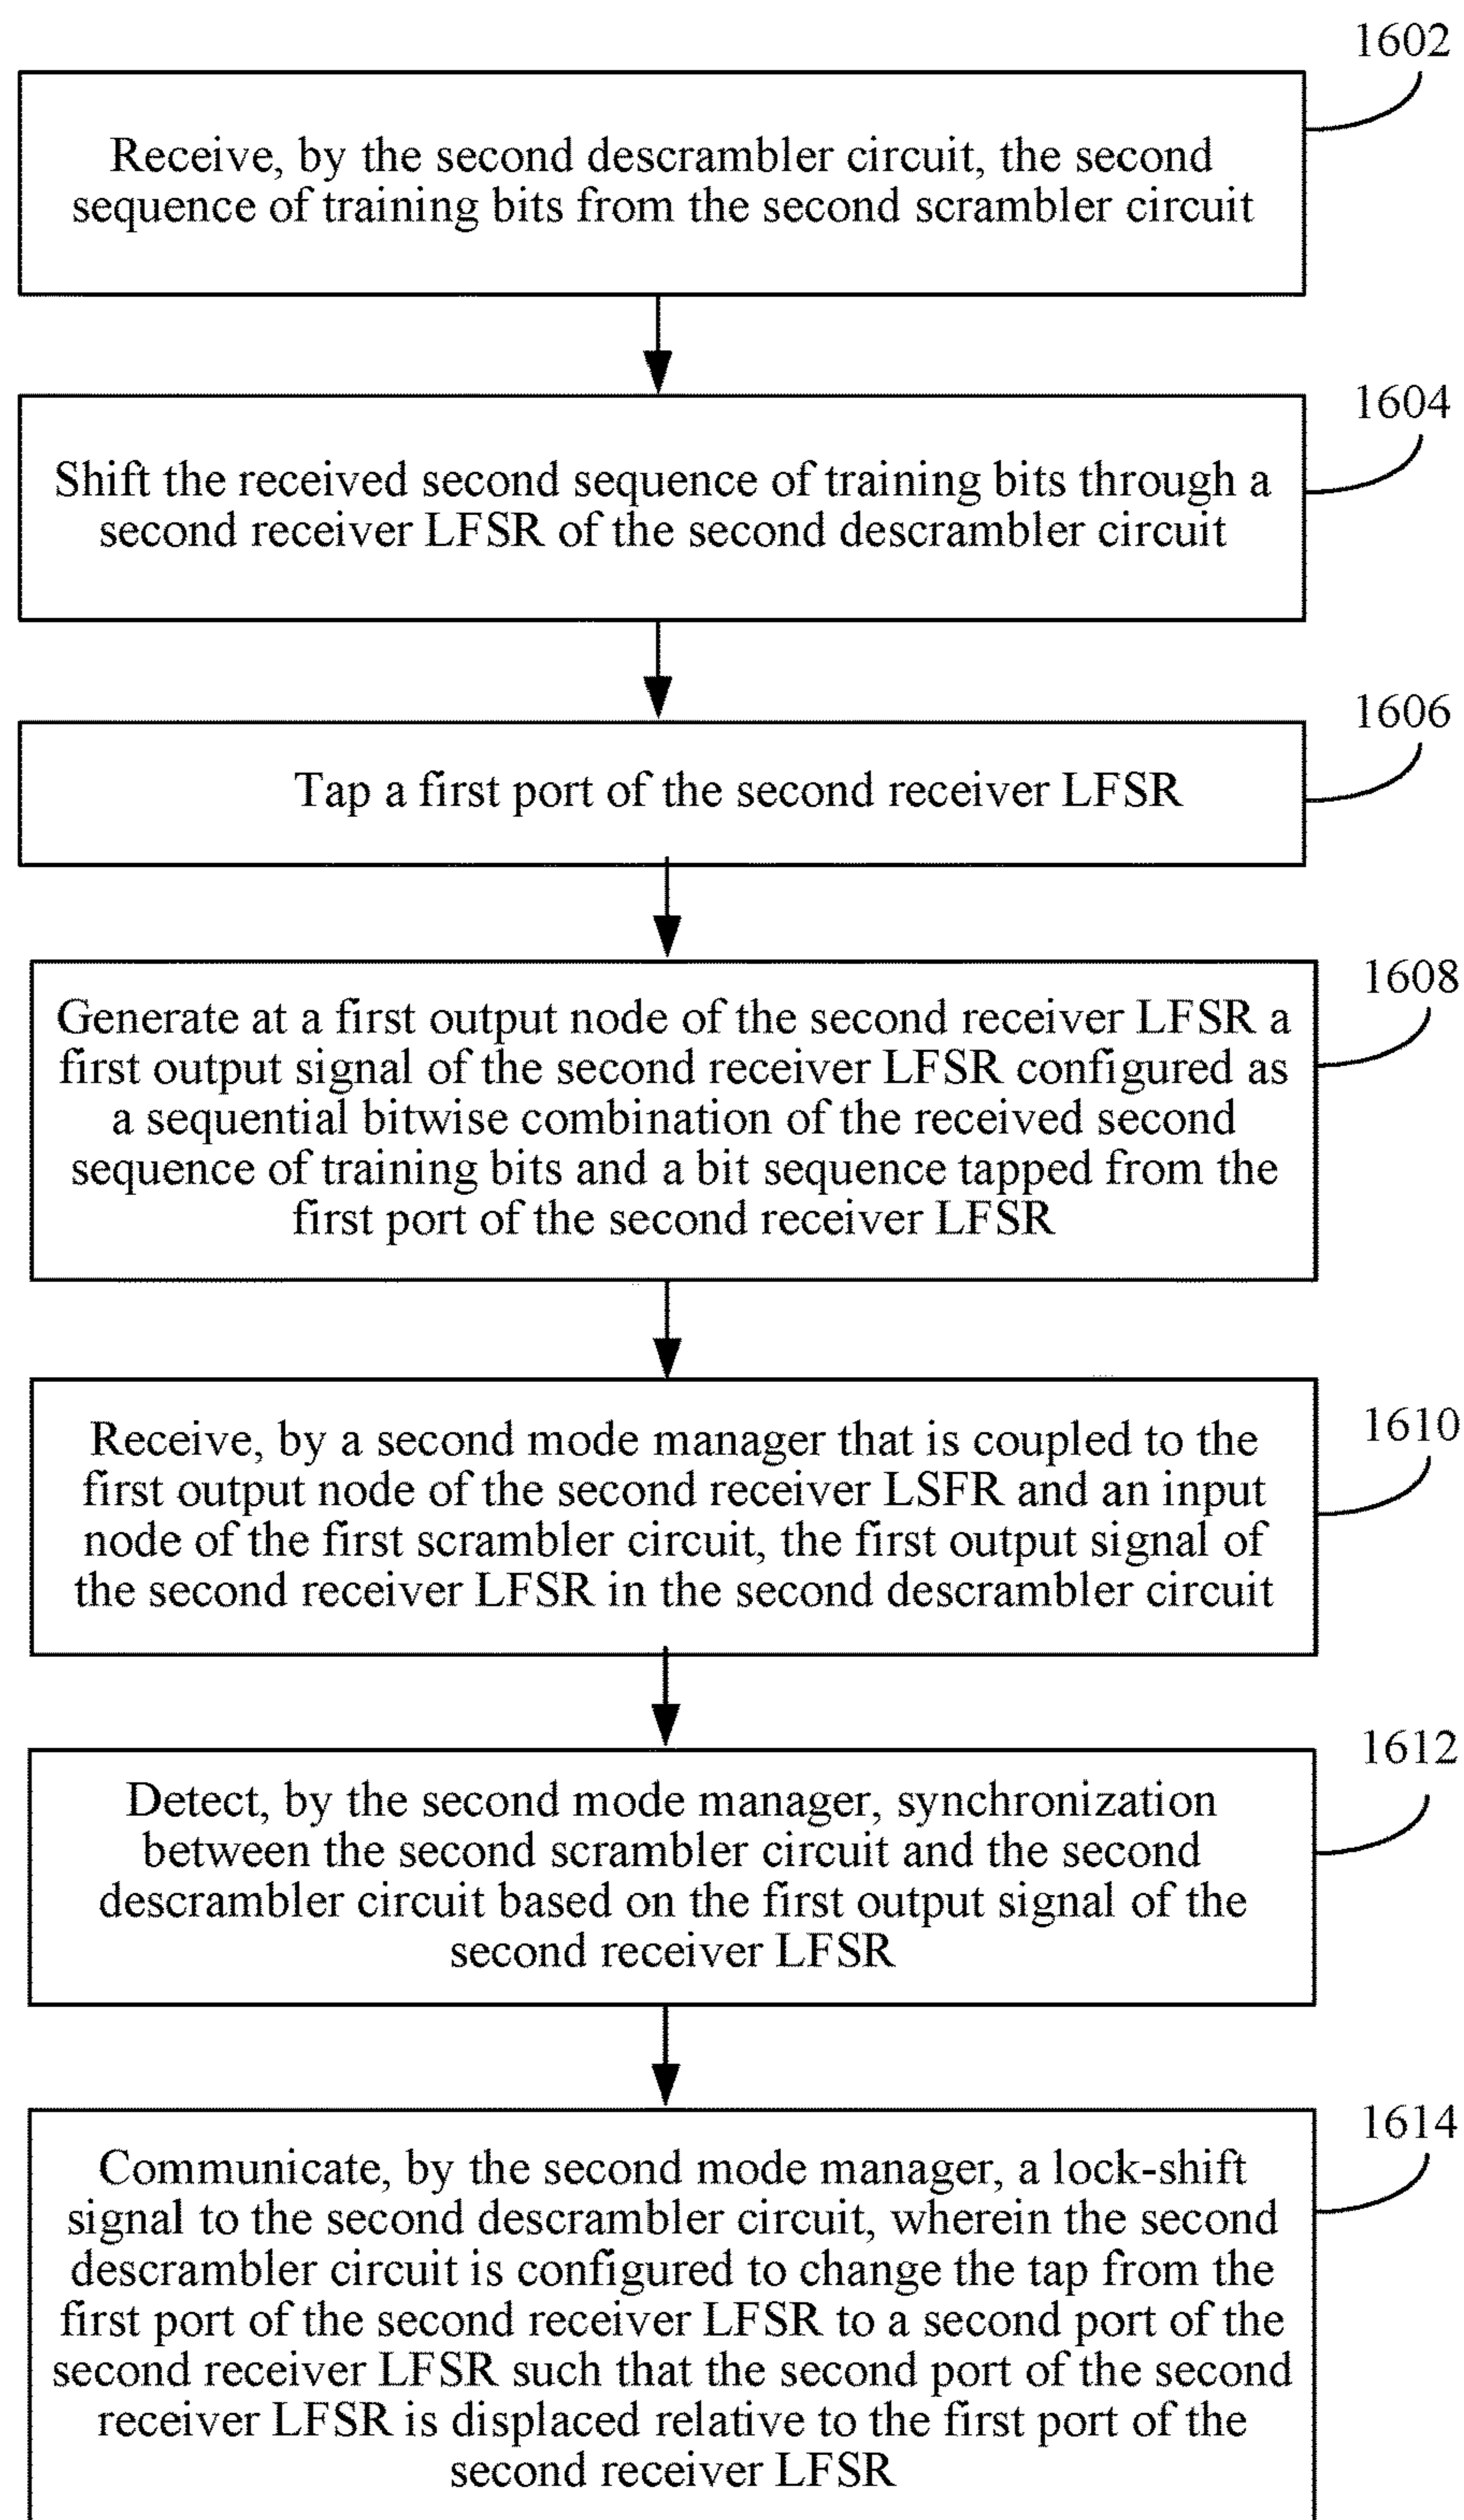 1602
Receive, by the second descrambler circuit, the second
sequence of training bits from the second scrambler circuit
1604
Shift the received second sequence of training bits through a
second receiver LFSR of the second descrambler circuit
1606
Tap a first port of the second receiver LFSR
1608
Generate at a first output node of the second receiver LFSR a
first output signal of the second receiver LFSR configured as
a sequential bitwise combination of the received second
sequence of training bits and a bit sequence tapped from the
first port of the second receiver LFSR
1610
Receive, by a second mode manager that is coupled to the
first output node of the second receiver LSFR and an input
node of the first scrambler circuit, the first output signal of
the second receiver LFSR in the second descrambler circuit
1612
Detect, by the second mode manager, synchronization
between the second scrambler circuit and the second
descrambler circuit based on the first output signal of the
second receiver LFSR
1614
Communicate, by the second mode manager, a lock-shift
signal to the second descrambler circuit, wherein the second
descrambler circuit is configured to change the tap from the
first port of the second receiver LFSR to a second port of the
second receiver LFSR such that the second port of the second
receiver LFSR is displaced relative to the first port of the
second receiver LFSR